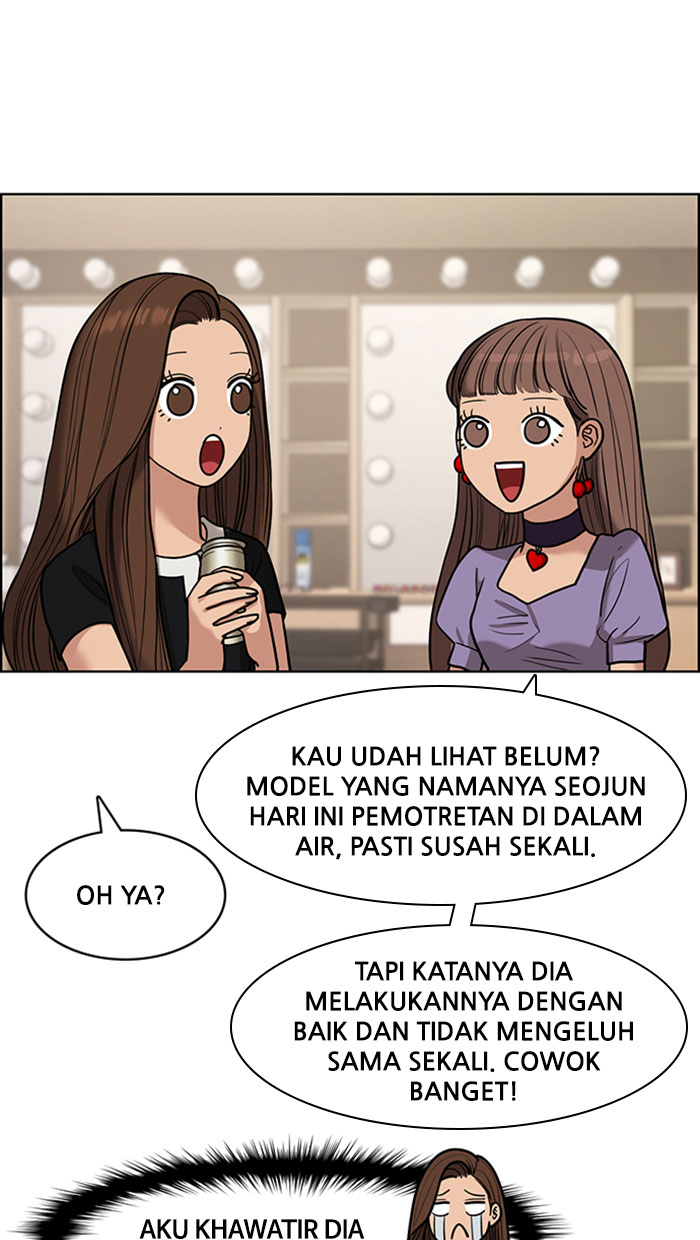 KAU UDAH LIHAT BELUM?
MODEL YANG NAMANYA SEOJUN
HARI INI PEMOTRETAN DI DALAM
AIR, PASTI SUSAH SEKALI.
OH YA?
TAPI KATANYA DIA
MELAKUKANNYA DENGAN
BAIK DAN TIDAK MENGELUH
SAMA SEKALI. COWOK
BANGET!
AKU KHAWATIR DIA